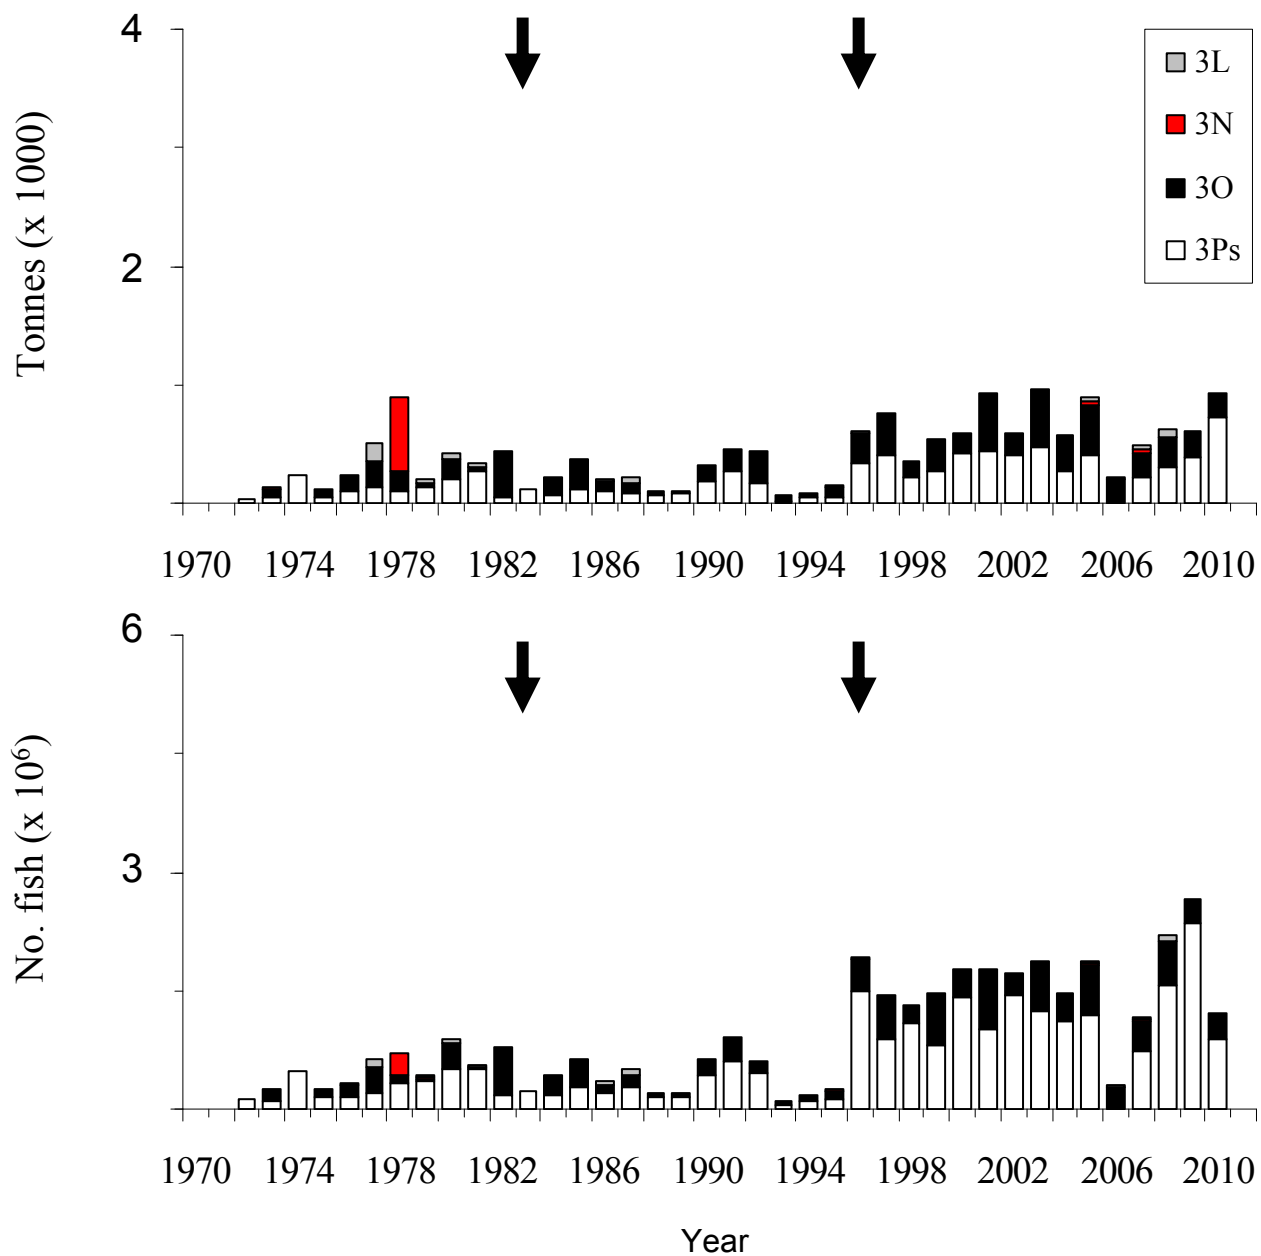 4
2
Tonnes (x 1000)
3L
3N
3O
3Ps
1970 1974 1978 1982 1986 1990 1994 1998 2002 2006 2010
6
3
No. fish (x 10⁶)
1970 1974 1978 1982 1986 1990 1994 1998 2002 2006 2010
Year